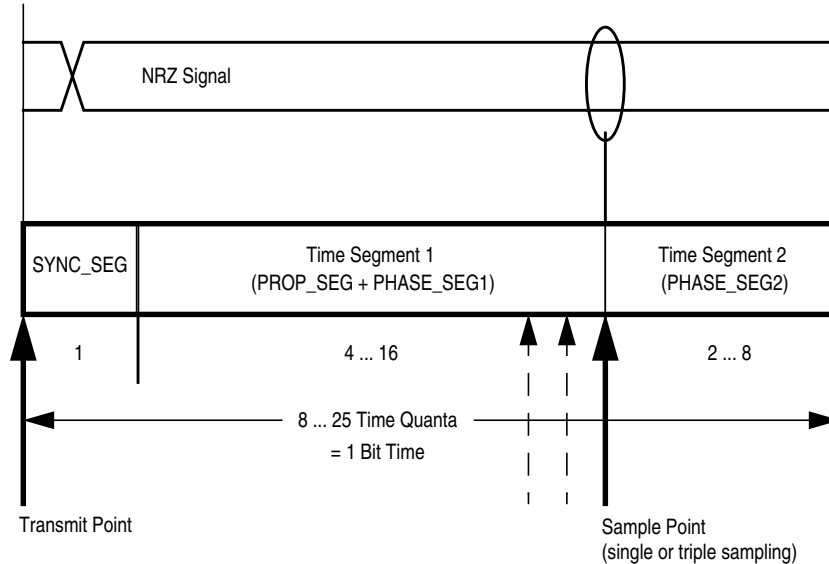 NRZ Signal
SYNC_SEG
Time Segment 1
(PROP_SEG + PHASE_SEG1)
Time Segment 2
(PHASE_SEG2)
1
4 ... 16
2 ... 8
8 ... 25 Time Quanta
= 1 Bit Time
Transmit Point
Sample Point
(single or triple sampling)